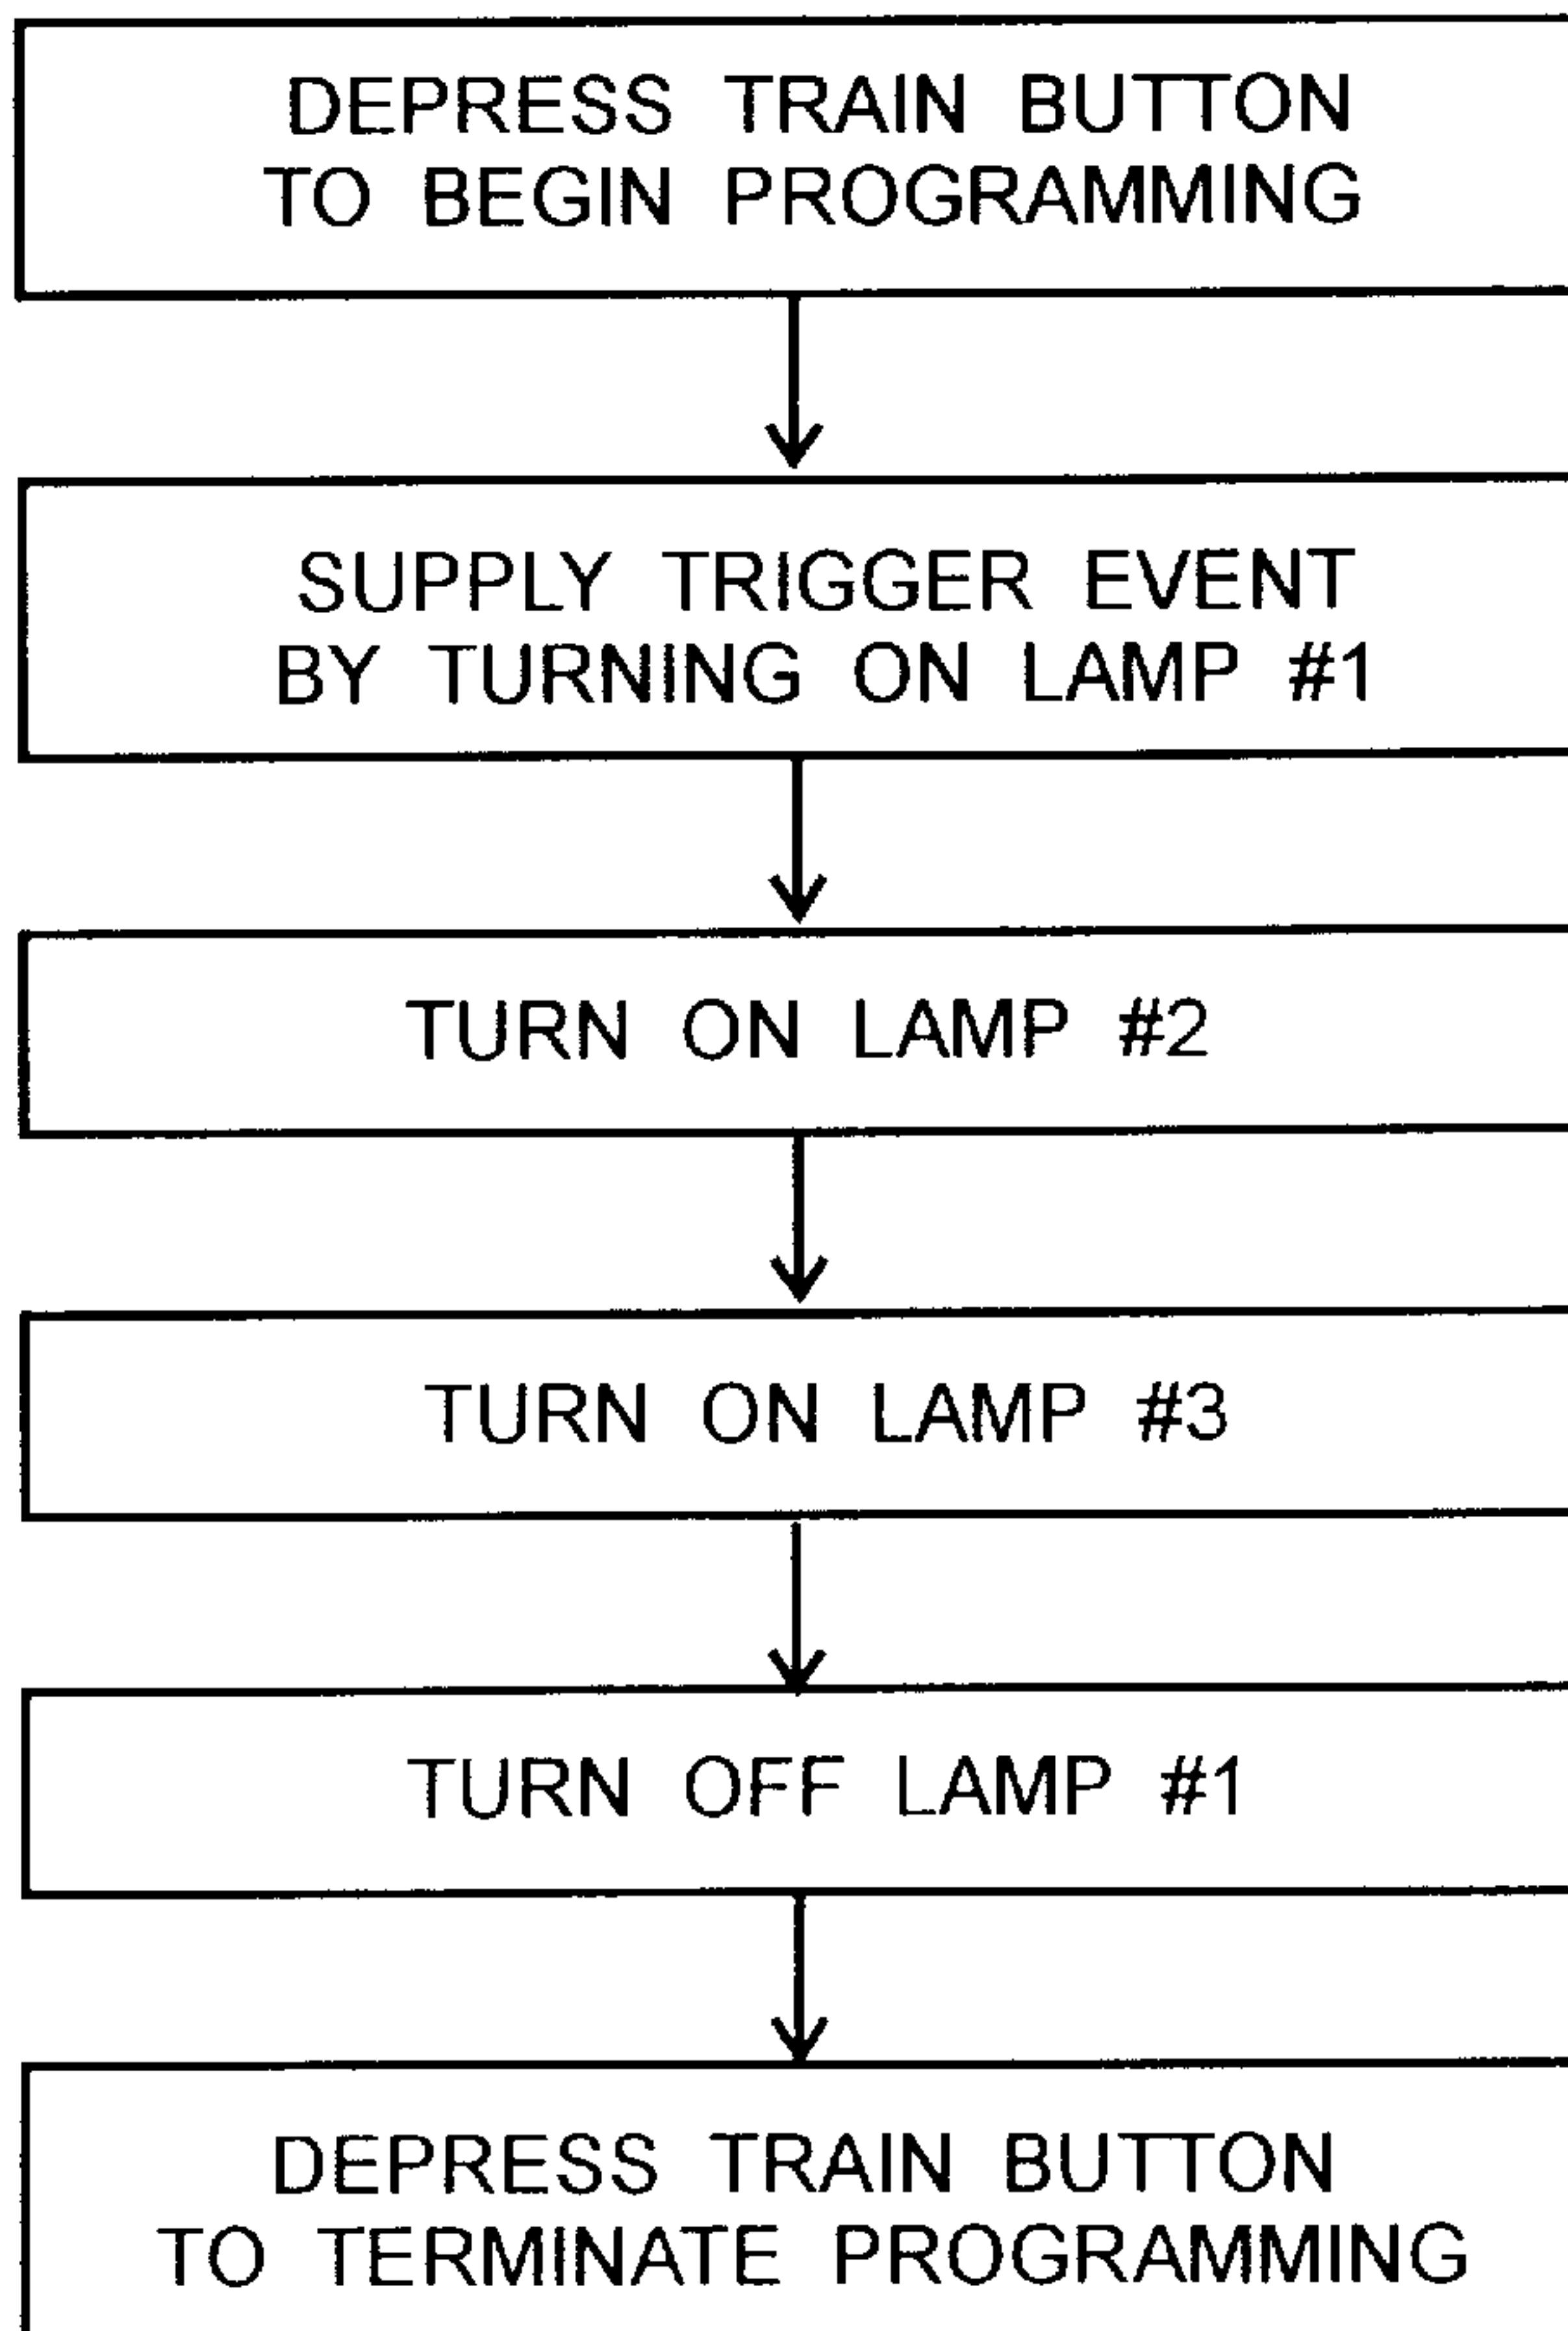 DEPRESS TRAIN BUTTON
TO BEGIN PROGRAMMING
SUPPLY TRIGGER EVENT
BY TURNING ON LAMP #1
TURN ON LAMP #2
TURN ON LAMP #3
TURN OFF LAMP #1
DEPRESS TRAIN BUTTON
TO TERMINATE PROGRAMMING